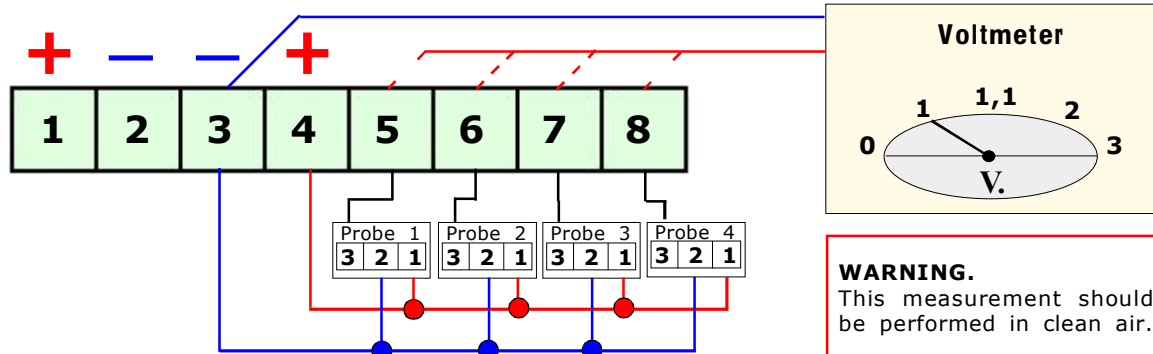 Voltmeter
+ – – +
1 2 3 4 5 6 7 8
0 1 1,1 2 3
V.
Probe 1
3 2 1
Probe 2
3 2 1
Probe 3
3 2 1
Probe 4
3 2 1
WARNING.
This measurement should
be performed in clean air.